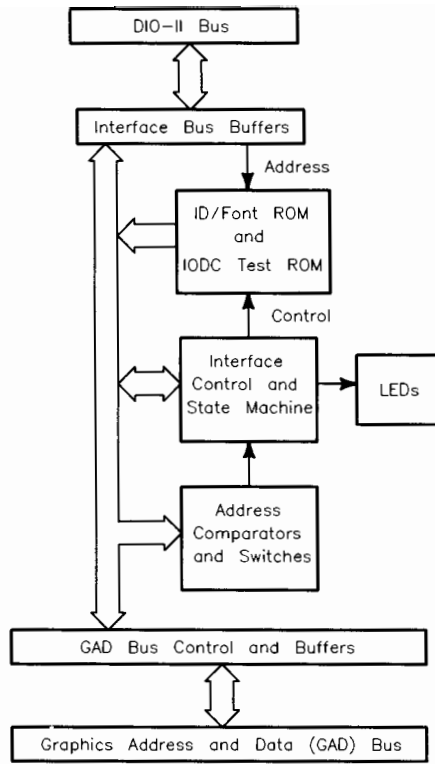 DIO-II Bus
Interface Bus Buffers
Address
ID/Font ROM
and
IODC Test ROM
Control
Interface
Control and
State Machine
LEDs
Address
Comparators
and Switches
GAD Bus Control and Buffers
Graphics Address and Data (GAD) Bus